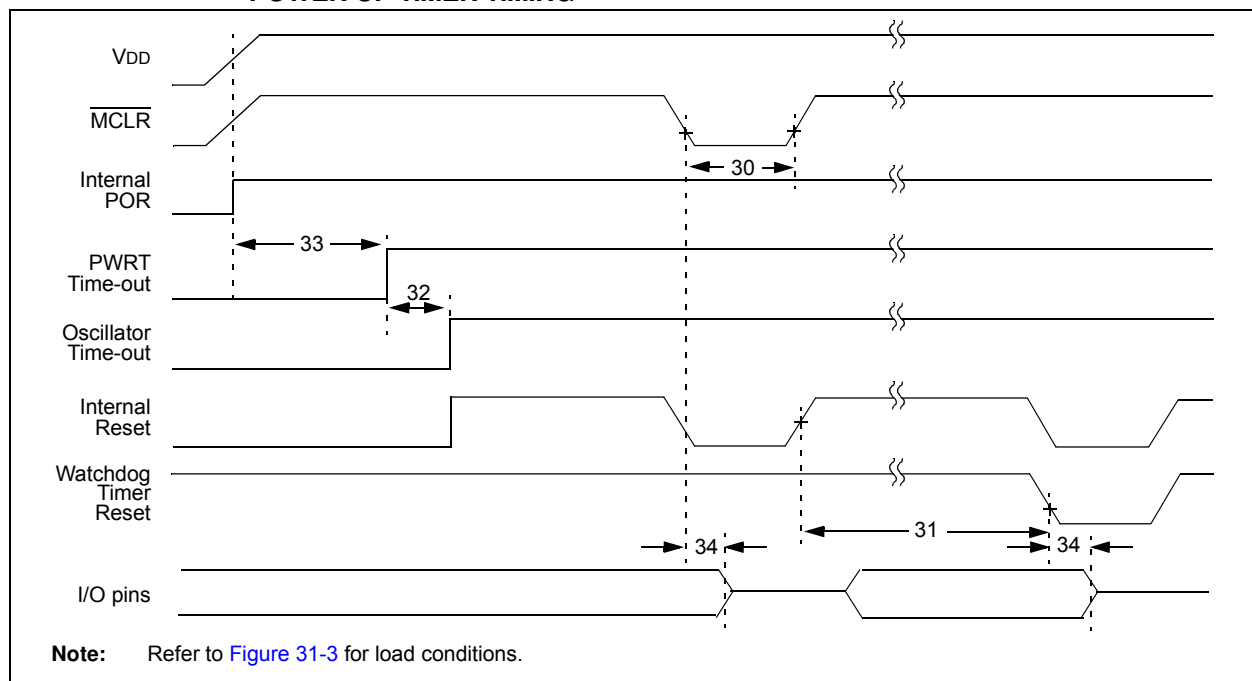 POWER-UP TIMER TIMING
VDD
MCLR
30
Internal
POR
33
PWRT
Time-out
32
Oscillator
Time-out
Internal
Reset
Watchdog
Timer
Reset
31
34
34
I/O pins
Note: Refer to Figure 31-3 for load conditions.